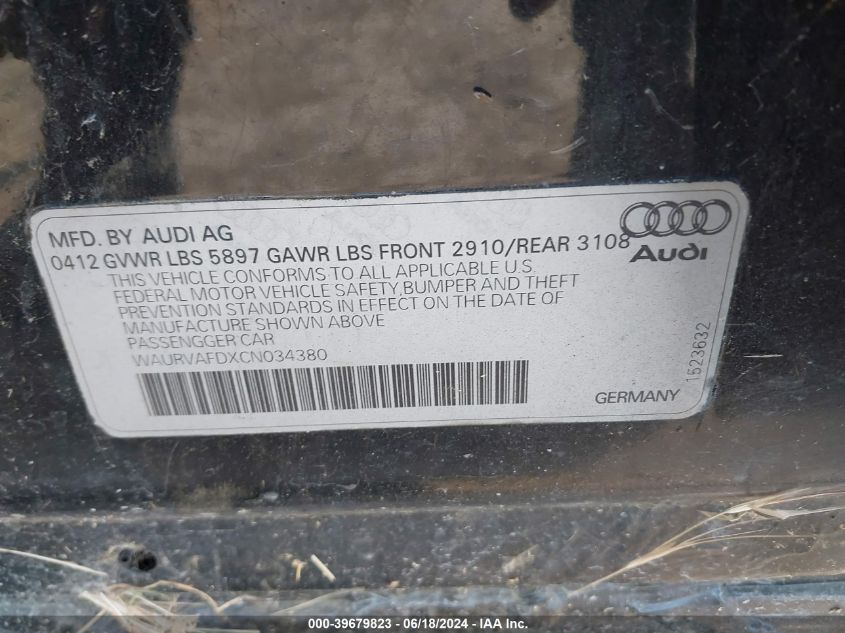 MFD. BY AUDI AG
0412 GVWR LBS 5897 GAWR LBS FRONT 2910/REAR 3108
THIS VEHICLE CONFORMS TO ALL APPLICABLE U.S.
FEDERAL MOTOR VEHICLE SAFETY,BUMPER AND THEFT
PREVENTION STANDARDS IN EFFECT ON THE DATE OF
MANUFACTURE SHOWN ABOVE
PASSENGGER CAR
WAURVAFDXCN034380
Audi
1523632
GERMANY
000-39679823 - 06/18/2024 - IAA Inc.